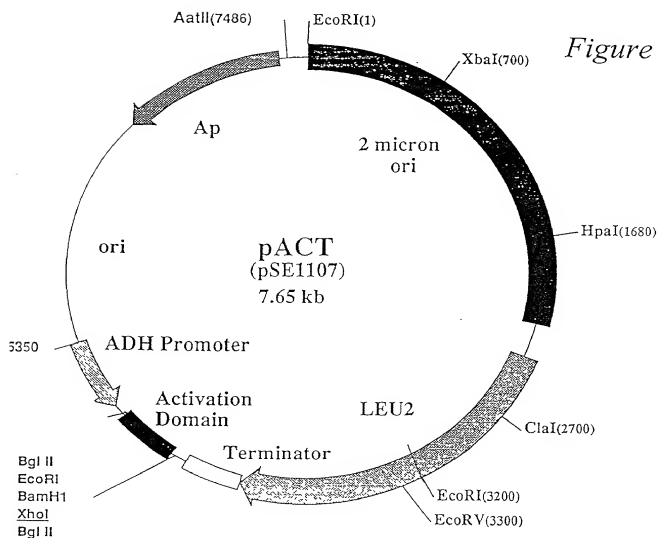 AatII(7486)
EcoRI(1)
XbaI(700)
Figure
Ap
2 micron
ori
HpaI(1680)
ori
pACT
(pSE1107)
7.65 kb
5350
ADH Promoter
Activation
Domain
LEU2
ClaI(2700)
Terminator
Bgl II
EcoRI
BamH1
XhoI
Bgl II
EcoRI(3200)
EcoRV(3300)